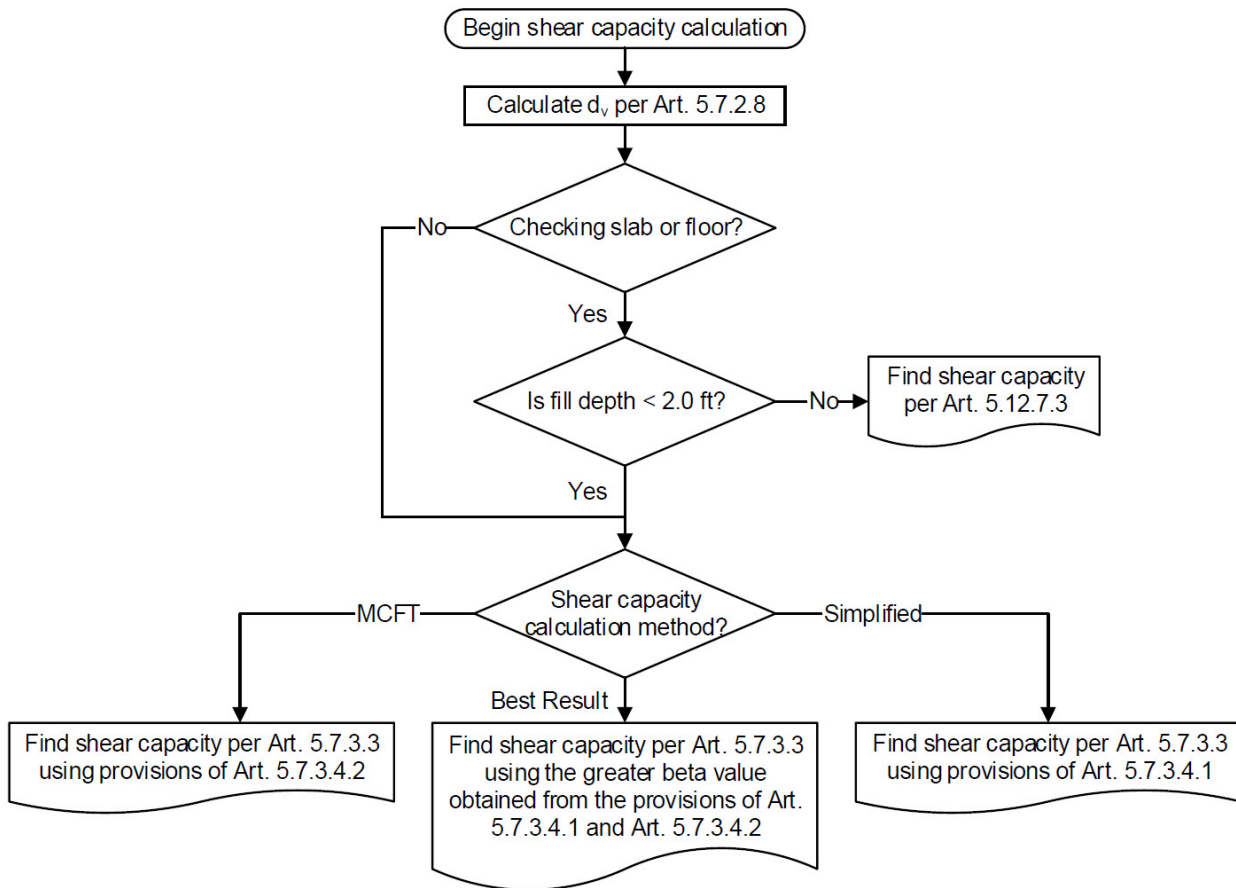 Begin shear capacity calculation
Calculate dv per Art. 5.7.2.8
No
Checking slab or floor?
Yes
Is fill depth < 2.0 ft?
No
Find shear capacity
per Art. 5.12.7.3
Yes
MCFT
Shear capacity
calculation method?
Simplified
Best Result
Find shear capacity per Art. 5.7.3.3
using provisions of Art. 5.7.3.4.2
Find shear capacity per Art. 5.7.3.3
using the greater beta value
obtained from the provisions of Art.
5.7.3.4.1 and Art. 5.7.3.4.2
Find shear capacity per Art. 5.7.3.3
using provisions of Art. 5.7.3.4.1